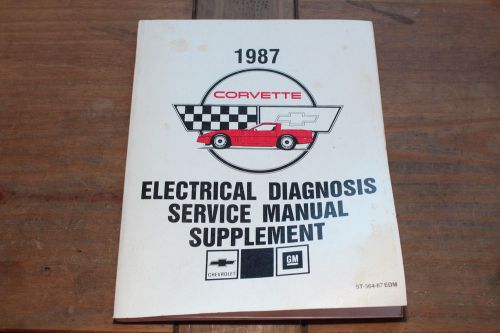 1987
CORVETTE
ELECTRICAL DIAGNOSIS
SERVICE MANUAL
SUPPLEMENT
CHEVROLET
GM
ST-364-87 EDM